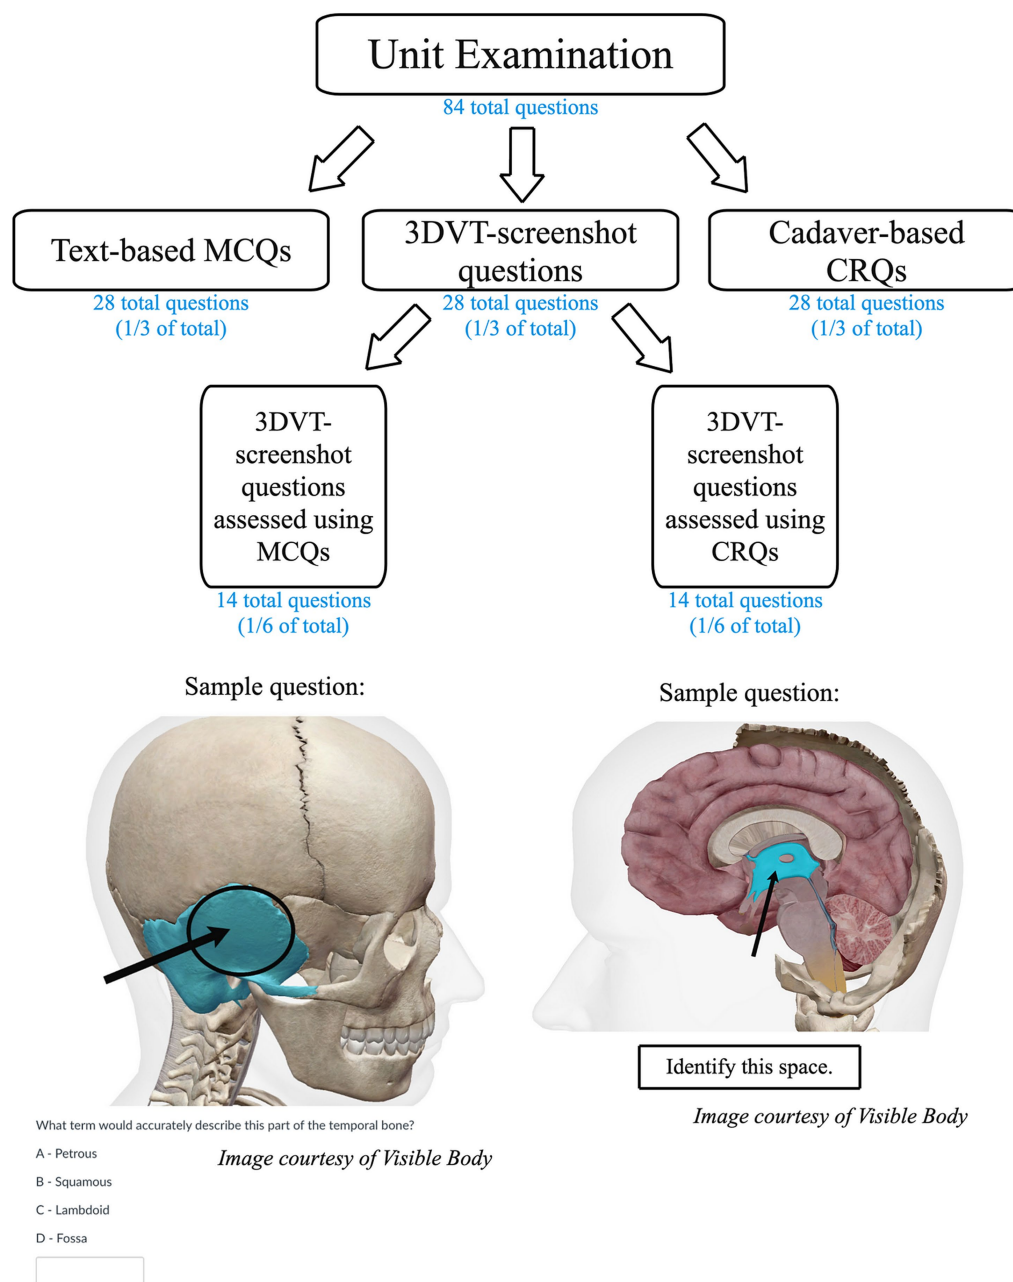 Unit Examination
84 total questions
Text-based MCQs
28 total questions
(1/3 of total)
3DVT-screenshot
questions
28 total questions
(1/3 of total)
Cadaver-based
CRQs
28 total questions
(1/3 of total)
3DVT-
screenshot
questions
assessed using
MCQs
14 total questions
(1/6 of total)
3DVT-
screenshot
questions
assessed using
CRQs
14 total questions
(1/6 of total)
Sample question:
What term would accurately describe this part of the temporal bone?
A - Petrous
B - Squamous
C - Lambdoid
D - Fossa
Image courtesy of Visible Body
Sample question:
Identify this space.
Image courtesy of Visible Body